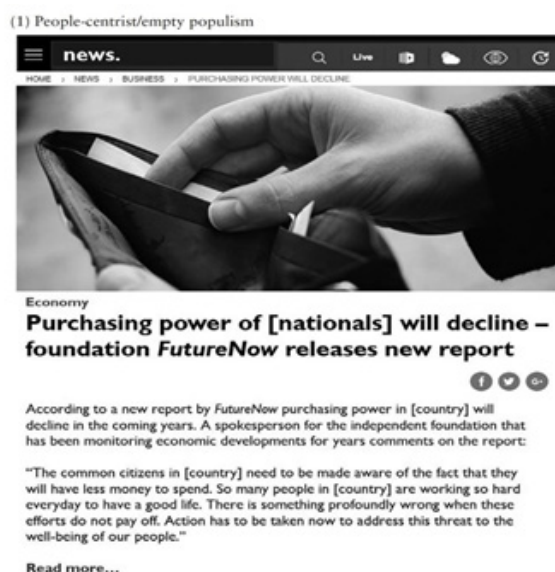 (1) People-centrist/empty populism
news.
Live
HOME > NEWS > BUSINESS > PURCHASING POWER WILL DECLINE
Economy
Purchasing power of [nationals] will decline –
foundation FutureNow releases new report
f G+
According to a new report by FutureNow purchasing power in [country] will
decline in the coming years. A spokesperson for the independent foundation that
has been monitoring economic developments for years comments on the report:
“The common citizens in [country] need to be made aware of the fact that they
will have less money to spend. So many people in [country] are working so hard
everyday to have a good life. There is something profoundly wrong when these
efforts do not pay off. Action has to be taken now to address this threat to the
well-being of our people.”
Read more...